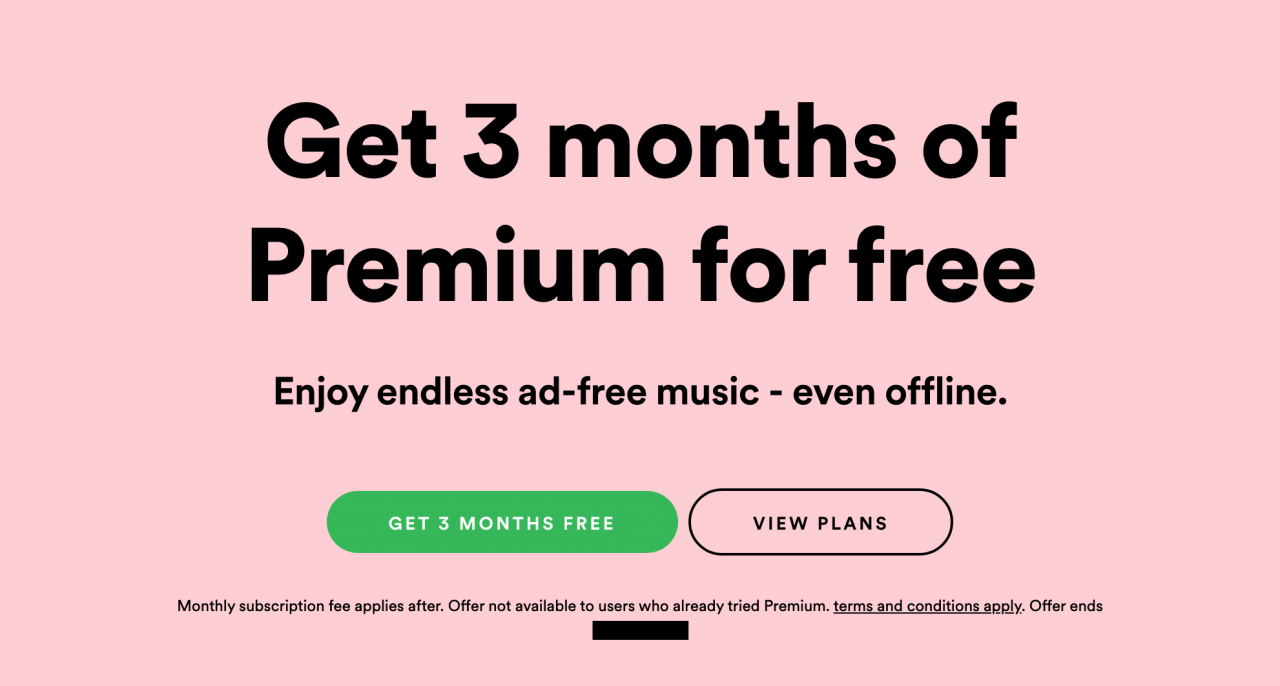 Get 3 months of
Premium for free
Enjoy endless ad-free music - even offline.
GET 3 MONTHS FREE
VIEW PLANS
Monthly subscription fee applies after. Offer not available to users who already tried Premium. terms and conditions apply. Offer ends